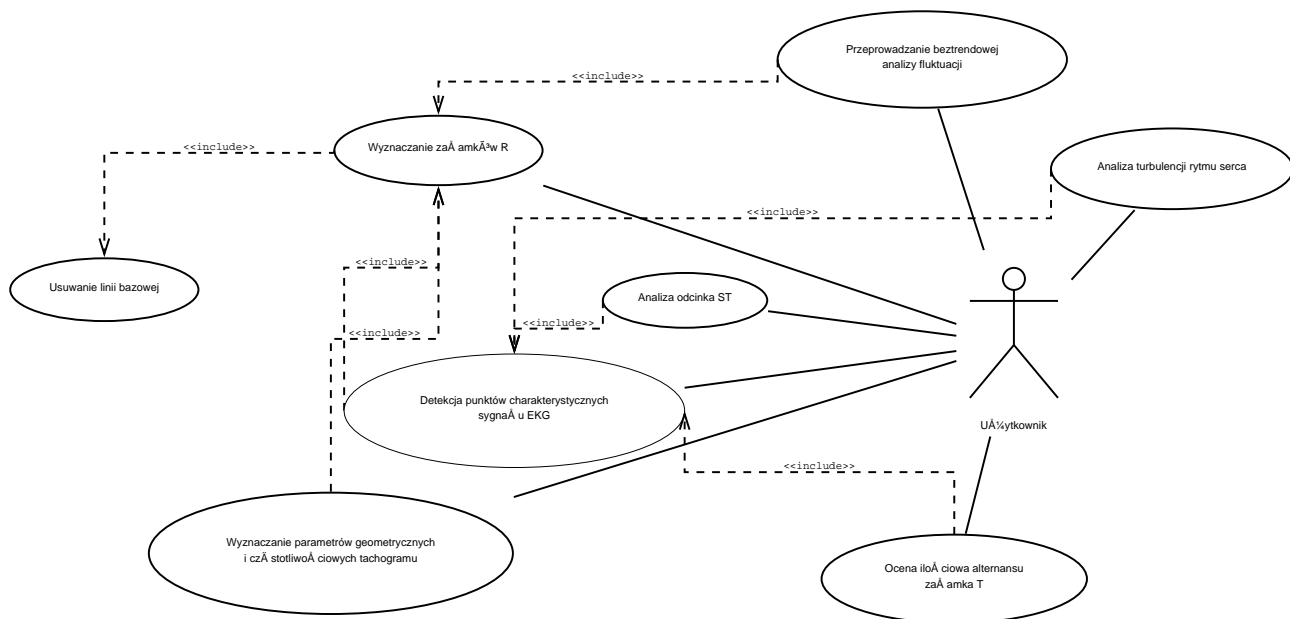 Przeprowadzanie beztrendowej
analizy fluktuacji
<<include>>
Wyznaczanie zaÅ amkÃ³w R
<<include>>
Analiza turbulencji rytmu serca
<<include>>
Usuwanie linii bazowej
<<include>>
Analiza odcinka ST
<<include>>
<<include>>
Detekcja punktów charakterystycznych
sygnaÅ u EKG
UÅ¼ytkownik
<<include>>
Wyznaczanie parametrów geometrycznych
i czÄ stotliwoÅ ciowych tachogramu
Ocena iloÅ ciowa alternansu
zaÅ amka T